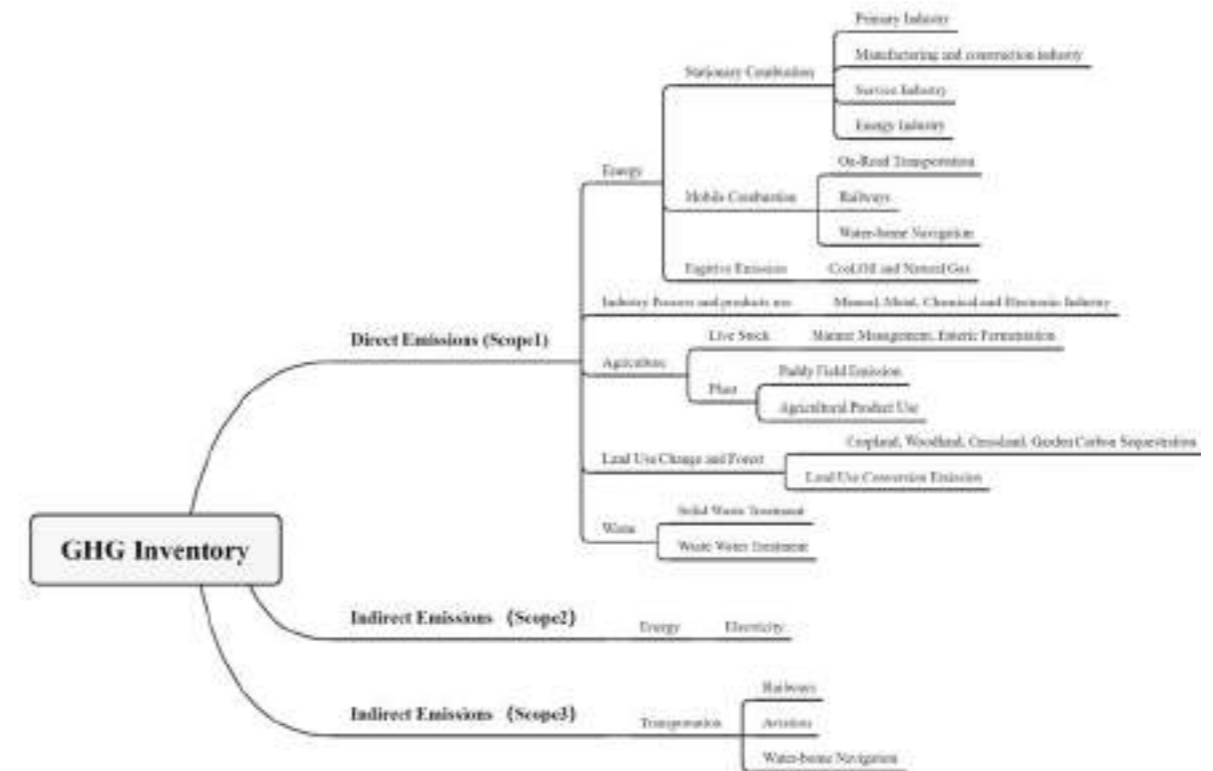 Primary Industry
Manufacturing and construction industry
Stationary Combustion
Service Industry
Energy Industry
On-Road Transportation
Energy
Mobile Combustion
Railways
Water-borne Navigation
Fugitive Emission
Coal,Oil and Natural Gas
Industry Process and products use
Mineral, Metal, Chemical and Electronic Industry
Direct Emissions (Scope1)
Live Stock
Manure Management, Enteric Fermentation
Agriculture
Paddy Field Emission
Plant
Agricultural Product Use
Cropland, Woodland, Grassland, Garden Carbon Sequestration
Land Use Change and Forest
Land Use Conversion Emission
Solid Waste Treatment
Waste
Waste Water Treatment
GHG Inventory
Indirect Emissions (Scope2)
Energy
Electricity
Railways
Indirect Emissions (Scope3)
Transportation
Aviation
Water-borne Navigation